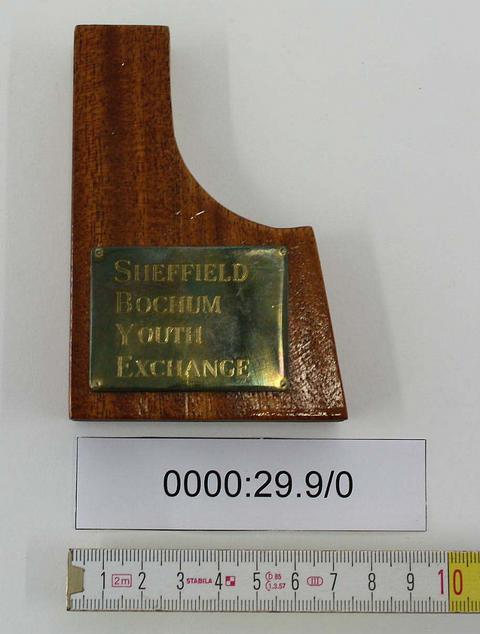 SHEFFIELD
BOCHUM
YOUTH
EXCHANGE
0000:29.9/0
1 2m 2 3 STABILA 4 5 6 III 7 8 9 10